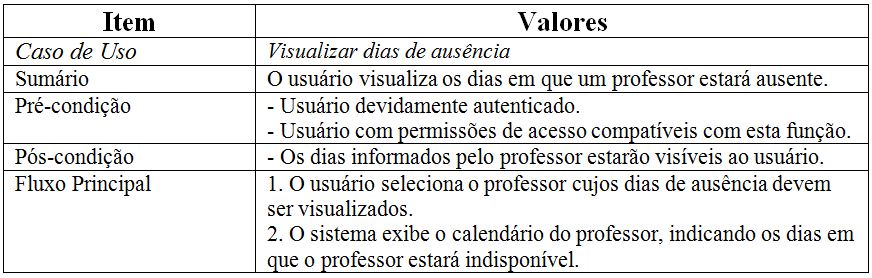 Item Valores
Caso de Uso Visualizar dias de ausência
Sumário O usuário visualiza os dias em que um professor estará ausente.
Pré-condição - Usuário devidamente autenticado.
- Usuário com permissões de acesso compatíveis com esta função.
Pós-condição - Os dias informados pelo professor estarão visíveis ao usuário.
Fluxo Principal 1. O usuário seleciona o professor cujos dias de ausência devem
ser visualizados.
2. O sistema exibe o calendário do professor, indicando os dias em
que o professor estará indisponível.